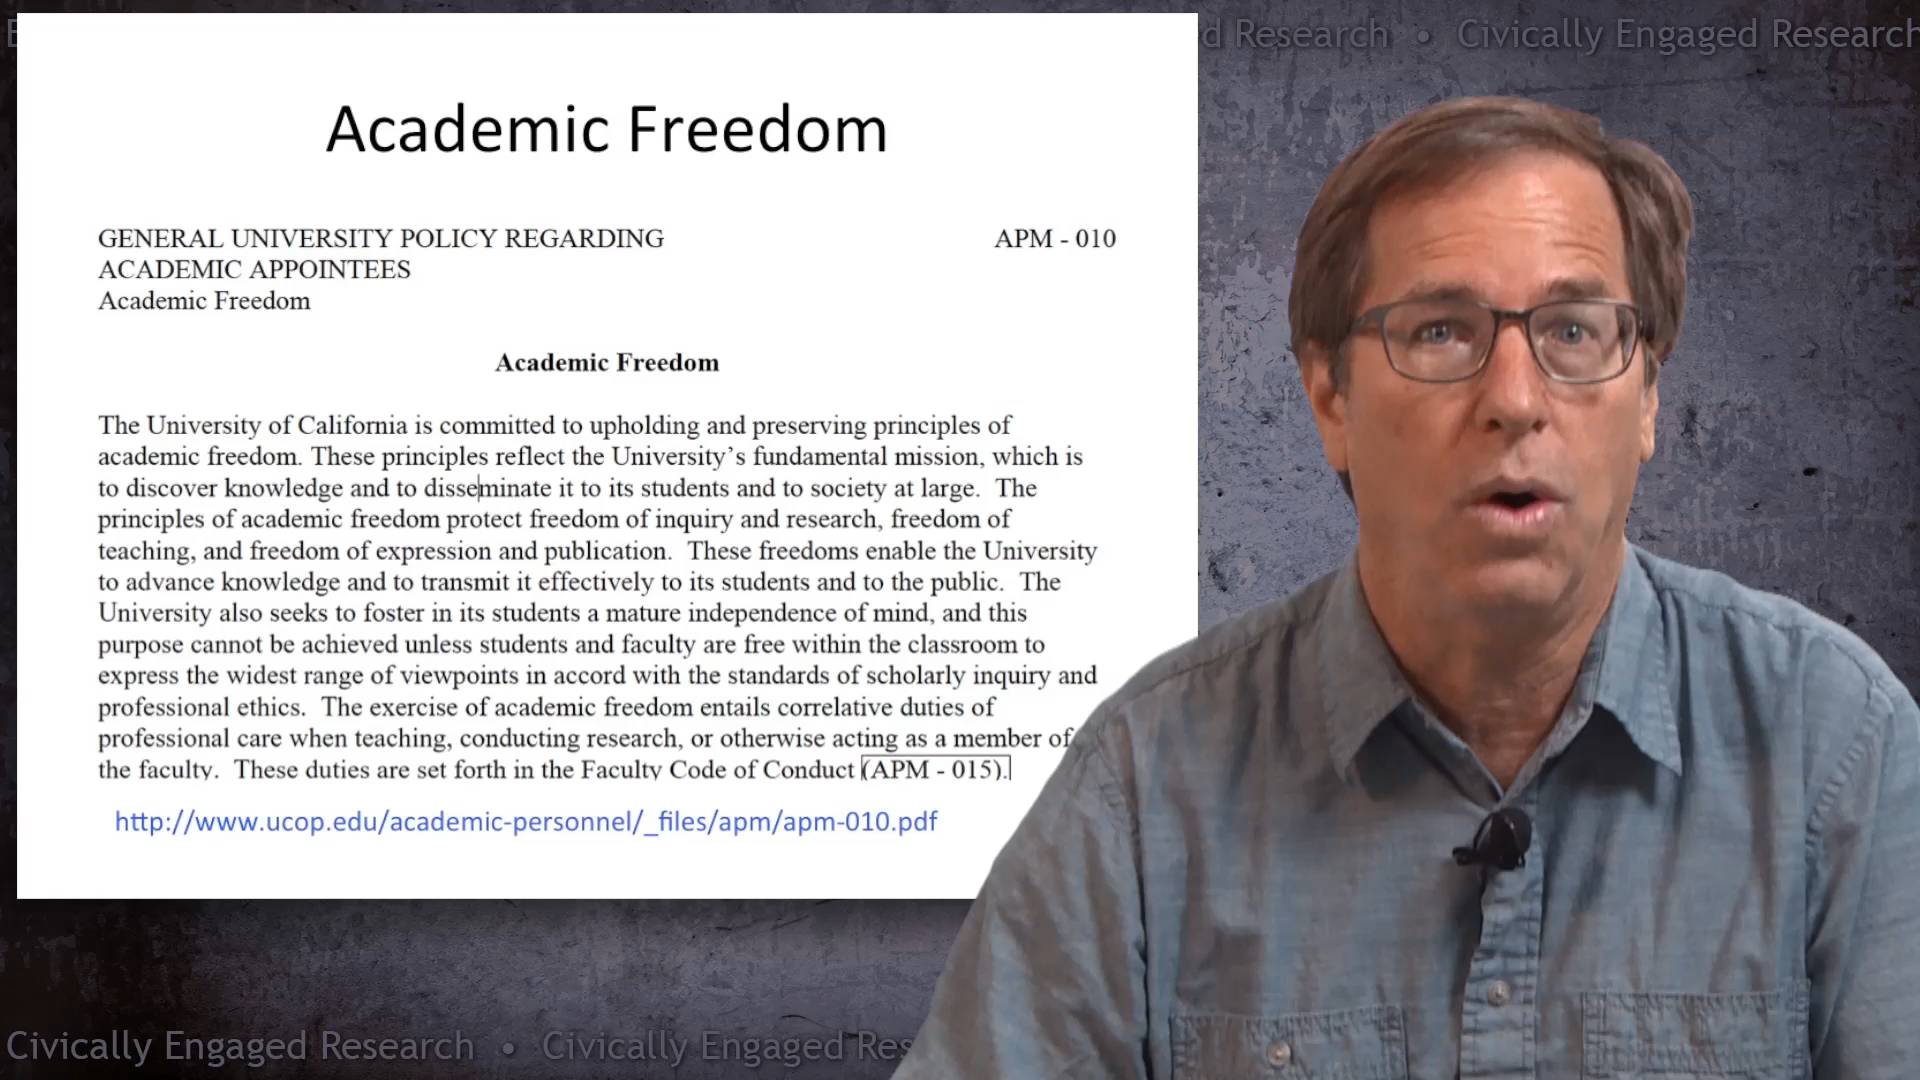 d Research • Civically Engaged Research
Academic Freedom
GENERAL UNIVERSITY POLICY REGARDING APM - 010
ACADEMIC APPOINTEES
Academic Freedom
Academic Freedom
The University of California is committed to upholding and preserving principles of
academic freedom. These principles reflect the University’s fundamental mission, which is
to discover knowledge and to disseminate it to its students and to society at large. The
principles of academic freedom protect freedom of inquiry and research, freedom of
teaching, and freedom of expression and publication. These freedoms enable the University
to advance knowledge and to transmit it effectively to its students and to the public. The
University also seeks to foster in its students a mature independence of mind, and this
purpose cannot be achieved unless students and faculty are free within the classroom to
express the widest range of viewpoints in accord with the standards of scholarly inquiry and
professional ethics. The exercise of academic freedom entails correlative duties of
professional care when teaching, conducting research, or otherwise acting as a member of
the faculty. These duties are set forth in the Faculty Code of Conduct (APM - 015).
http://www.ucop.edu/academic-personnel/_files/apm/apm-010.pdf
Civically Engaged Research • Civically Engaged Res